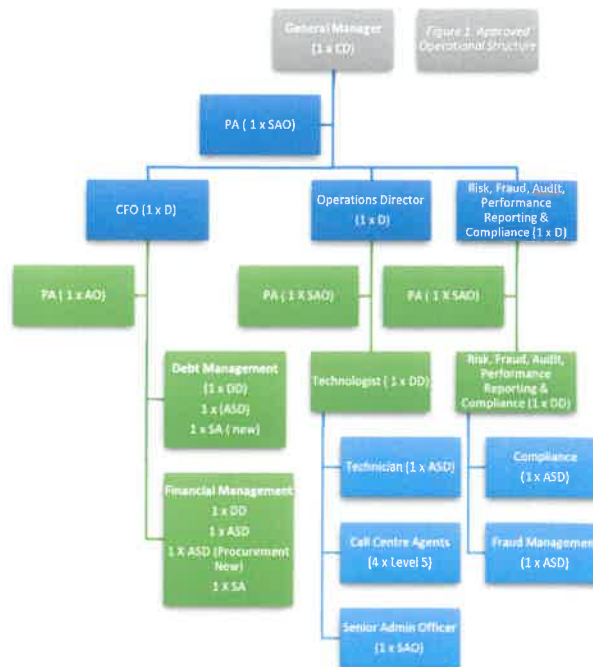 General Manager
(1 x CD)
Figure 1: Approved
Operational Structure
PA ( 1 x SAO)
CFO (1 x D)
Operations Director
(1 x D)
Risk, Fraud, Audit,
Performance
Reporting &
Compliance (1 x D)
PA ( 1 x AO)
PA ( 1 X SAO)
PA ( 1 X SAO)
Debt Management
(1 x DD)
1 x (ASD)
1 x SA ( new)
Technologist ( 1 x DD)
Risk, Fraud, Audit,
Performance
Reporting &
Compliance (1 x DD)
Technician (1 x ASD)
Compliance
(1 x ASD)
Financial Management
1 x DD
1 x ASD
1 X ASD (Procurement
New)
1 X SA
Call Centre Agents
(4 x Level 5)
Fraud Management
(1 x ASD)
Senior Admin Officer
(1 x SAO)